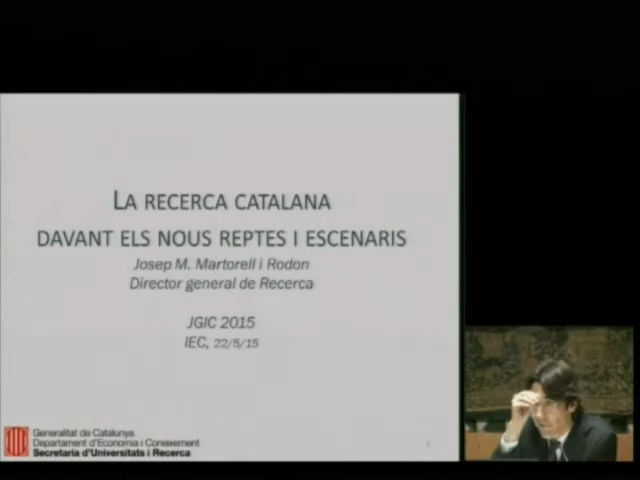 LA RECERCA CATALANA
DAVANT ELS NOUS REPTES I ESCENARIS
Josep M. Martorell i Rodon
Director general de Recerca
JGIC 2015
IEC, 22/5/15
Generalitat de Catalunya
Departament d'Economia i Coneixement
Secretaria d'Universitats i Recerca